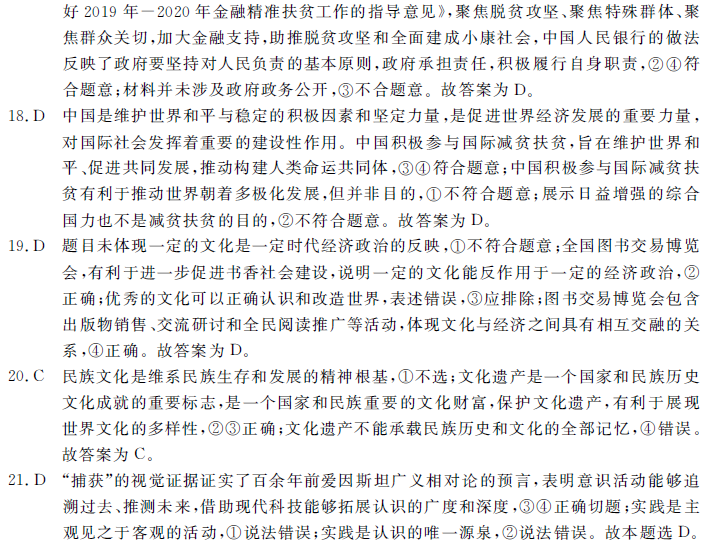 好 2019 年－2020 年金融精准扶贫工作的指导意见》，聚焦脱贫攻坚、聚焦特殊群体、聚
焦群众关切，加大金融支持，助推脱贫攻坚和全面建成小康社会，中国人民银行的做法
反映了政府要坚持对人民负责的基本原则，政府承担责任，积极履行自身职责，②④符
合题意；材料并未涉及政府政务公开，③不合题意。故答案为 D。
18. D 中国是维护世界和平与稳定的积极因素和坚定力量，是促进世界经济发展的重要力量，
对国际社会发挥着重要的建设性作用。中国积极参与国际减贫扶贫，旨在维护世界和
平、促进共同发展，推动构建人类命运共同体，③④符合题意；中国积极参与国际减贫扶
贫有利于推动世界朝着多极化发展，但并非目的，①不符合题意；展示日益增强的综合
国力也不是减贫扶贫的目的，②不符合题意。故答案为 D。
19. D 题目未体现一定的文化是一定时代经济政治的反映，①不符合题意；全国图书交易博览
会，有利于进一步促进书香社会建设，说明一定的文化能反作用于一定的经济政治，②
正确；优秀的文化可以正确认识和改造世界，表述错误，③应排除；图书交易博览会包含
出版物销售、交流研讨和全民阅读推广等活动，体现文化与经济之间具有相互交融的关
系，④正确。故答案为 D。
20. C 民族文化是维系民族生存和发展的精神根基，①不选；文化遗产是一个国家和民族历史
文化成就的重要标志，是一个国家和民族重要的文化财富，保护文化遗产，有利于展现
世界文化的多样性，②③正确；文化遗产不能承载民族历史和文化的全部记忆，④错误。
故答案为 C。
21. D “捕获”的视觉证据证实了百余年前爱因斯坦广义相对论的预言，表明意识活动能够追
溯过去、推测未来，借助现代科技能够拓展认识的广度和深度，③④正确切题；实践是主
观见之于客观的活动，①说法错误；实践是认识的唯一源泉，②说法错误。故本题选 D。